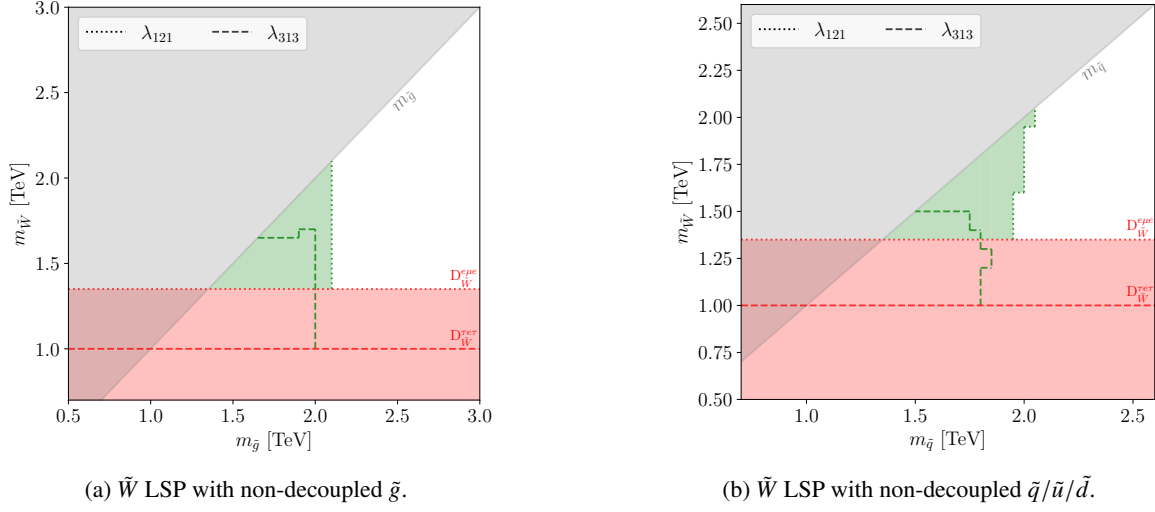 λ₁₂₁ λ₃₁₃
3.0
2.5
2.0
1.5
1.0
m_W̃ [TeV]
m_g̃
D_W̃^{eμe}
D_W̃^{τeτ}
0.5 1.0 1.5 2.0 2.5 3.0
m_g̃ [TeV]
(a) W̃ LSP with non-decoupled g̃.
λ₁₂₁ λ₃₁₃
2.50
2.25
2.00
1.75
1.50
1.25
1.00
0.75
0.50
m_W̃ [TeV]
m_q̃
D_W̃^{eμe}
D_W̃^{τeτ}
1.0 1.5 2.0 2.5
m_q̃ [TeV]
(b) W̃ LSP with non-decoupled q̃/ũ/d̃.